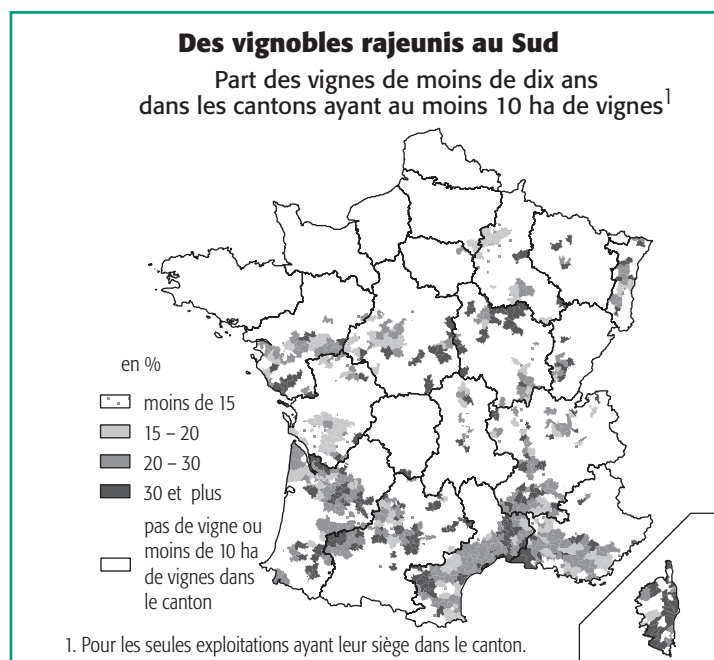 Des vignobles rajeunis au Sud
Part des vignes de moins de dix ans
dans les cantons ayant au moins 10 ha de vignes1
en %
moins de 15
15 – 20
20 – 30
30 et plus
pas de vigne ou
moins de 10 ha
de vignes dans
le canton
1. Pour les seules exploitations ayant leur siège dans le canton.